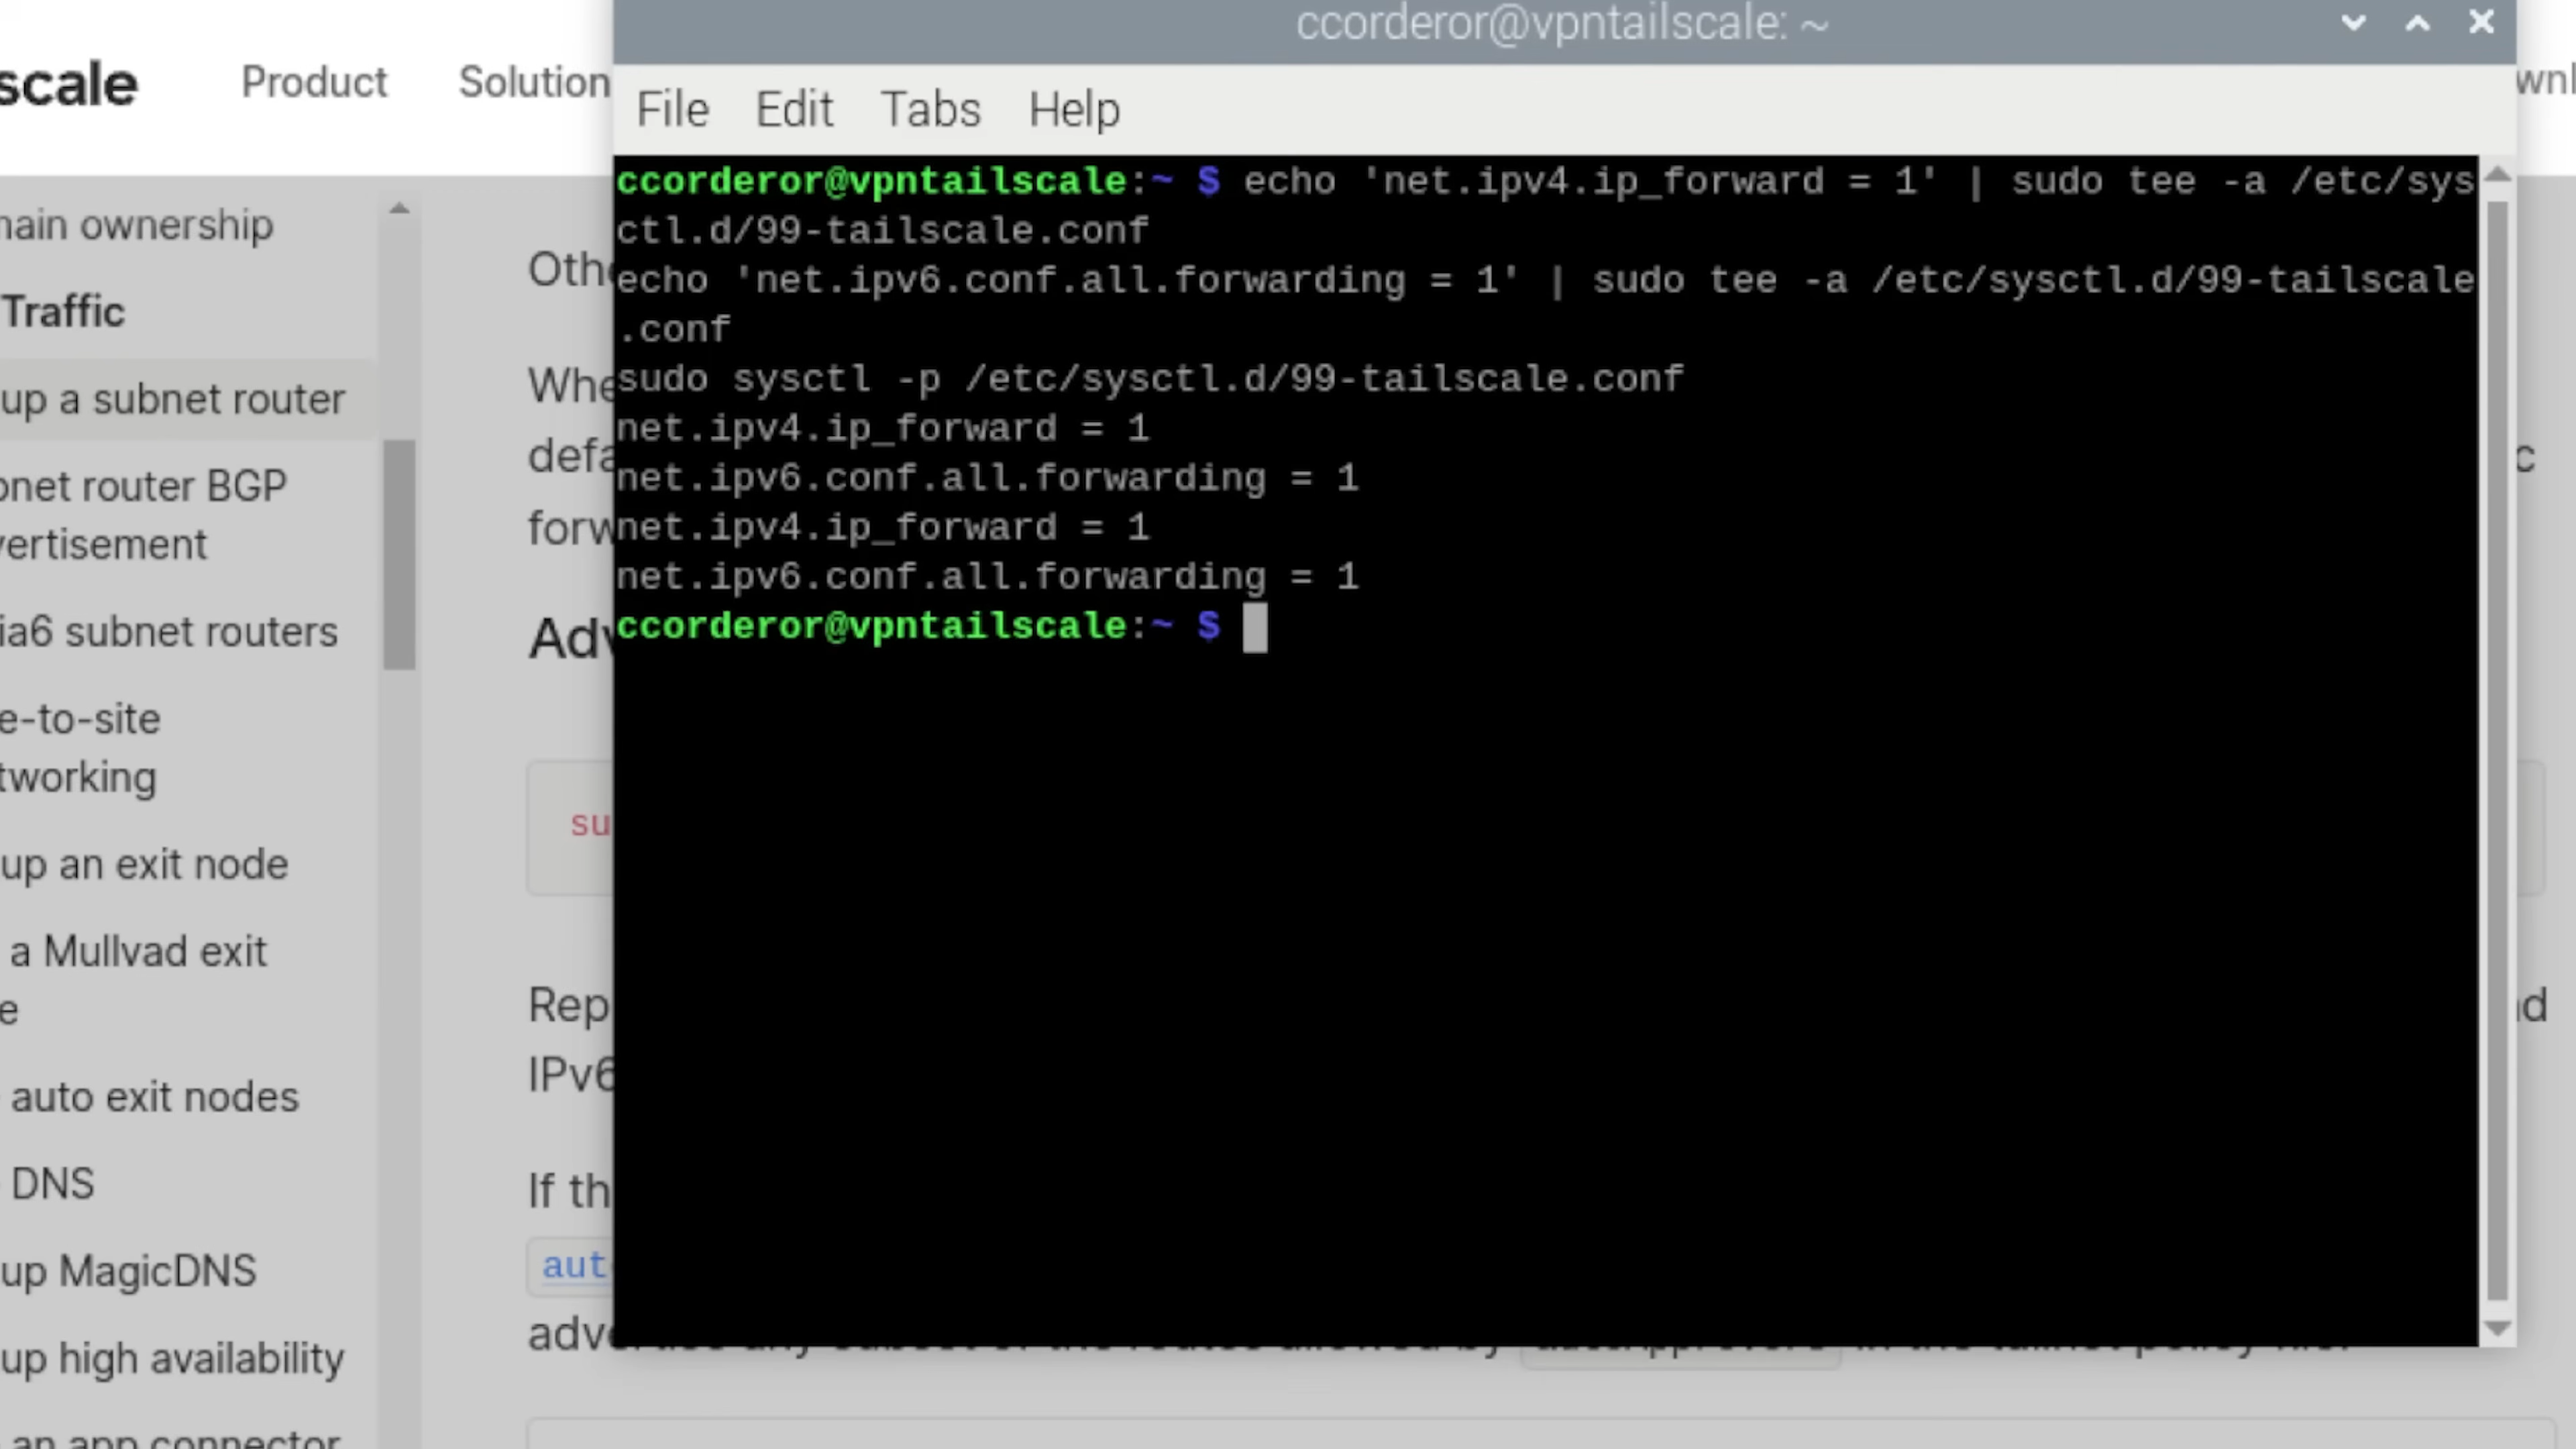 ccorderor@vpntailscale: ~
scale
Product
Solution
File Edit Tabs Help
ccorderor@vpntailscale:~ $ echo 'net.ipv4.ip_forward = 1' | sudo tee -a /etc/sys
ctl.d/99-tailscale.conf
echo 'net.ipv6.conf.all.forwarding = 1' | sudo tee -a /etc/sysctl.d/99-tailscale
.conf
sudo sysctl -p /etc/sysctl.d/99-tailscale.conf
net.ipv4.ip_forward = 1
net.ipv6.conf.all.forwarding = 1
net.ipv4.ip_forward = 1
net.ipv6.conf.all.forwarding = 1
ccorderor@vpntailscale:~ $
main ownership
Traffic
up a subnet router
onet router BGP
vertisement
ia6 subnet routers
e-to-site
tworking
up an exit node
a Mullvad exit
e
auto exit nodes
DNS
up MagicDNS
up high availability
an app connector
Othe
Whe
defa
c
forw
Adv
su
Rep
nd
IPv6
If th
aut